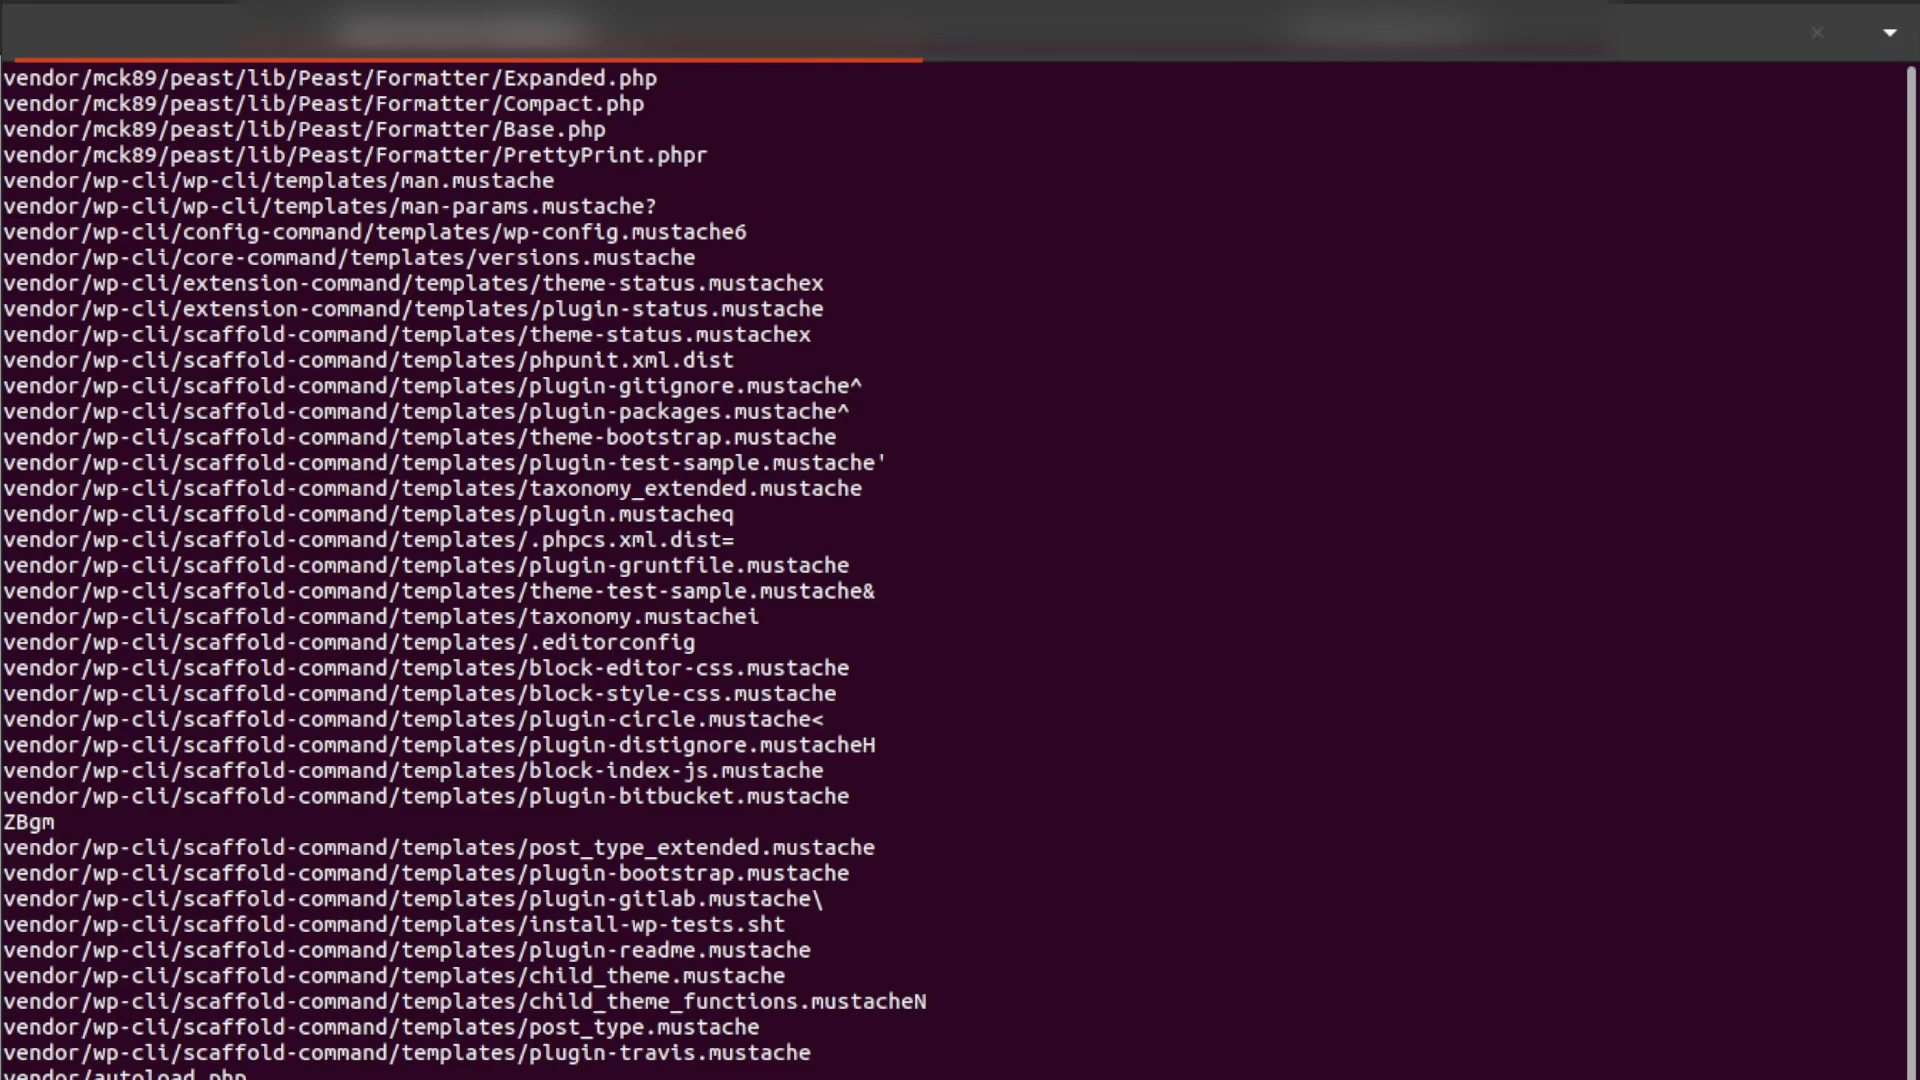 vendor/mck89/peast/lib/Peast/Formatter/Expanded.php
vendor/mck89/peast/lib/Peast/Formatter/Compact.php
vendor/mck89/peast/lib/Peast/Formatter/Base.php
vendor/mck89/peast/lib/Peast/Formatter/PrettyPrint.phpr
vendor/wp-cli/wp-cli/templates/man.mustache
vendor/wp-cli/wp-cli/templates/man-params.mustache?
vendor/wp-cli/config-command/templates/wp-config.mustache6
vendor/wp-cli/core-command/templates/versions.mustache
vendor/wp-cli/extension-command/templates/theme-status.mustachex
vendor/wp-cli/extension-command/templates/plugin-status.mustache
vendor/wp-cli/scaffold-command/templates/theme-status.mustachex
vendor/wp-cli/scaffold-command/templates/phpunit.xml.dist
vendor/wp-cli/scaffold-command/templates/plugin-gitignore.mustache^
vendor/wp-cli/scaffold-command/templates/plugin-packages.mustache^
vendor/wp-cli/scaffold-command/templates/theme-bootstrap.mustache
vendor/wp-cli/scaffold-command/templates/plugin-test-sample.mustache'
vendor/wp-cli/scaffold-command/templates/taxonomy_extended.mustache
vendor/wp-cli/scaffold-command/templates/plugin.mustacheq
vendor/wp-cli/scaffold-command/templates/.phpcs.xml.dist=
vendor/wp-cli/scaffold-command/templates/plugin-gruntfile.mustache
vendor/wp-cli/scaffold-command/templates/theme-test-sample.mustache&
vendor/wp-cli/scaffold-command/templates/taxonomy.mustachei
vendor/wp-cli/scaffold-command/templates/.editorconfig
vendor/wp-cli/scaffold-command/templates/block-editor-css.mustache
vendor/wp-cli/scaffold-command/templates/block-style-css.mustache
vendor/wp-cli/scaffold-command/templates/plugin-circle.mustache<
vendor/wp-cli/scaffold-command/templates/plugin-distignore.mustacheH
vendor/wp-cli/scaffold-command/templates/block-index-js.mustache
vendor/wp-cli/scaffold-command/templates/plugin-bitbucket.mustache
ZBgm
vendor/wp-cli/scaffold-command/templates/post_type_extended.mustache
vendor/wp-cli/scaffold-command/templates/plugin-bootstrap.mustache
vendor/wp-cli/scaffold-command/templates/plugin-gitlab.mustache\
vendor/wp-cli/scaffold-command/templates/install-wp-tests.sht
vendor/wp-cli/scaffold-command/templates/plugin-readme.mustache
vendor/wp-cli/scaffold-command/templates/child_theme.mustache
vendor/wp-cli/scaffold-command/templates/child_theme_functions.mustacheN
vendor/wp-cli/scaffold-command/templates/post_type.mustache
vendor/wp-cli/scaffold-command/templates/plugin-travis.mustache
vendor/autoload.php